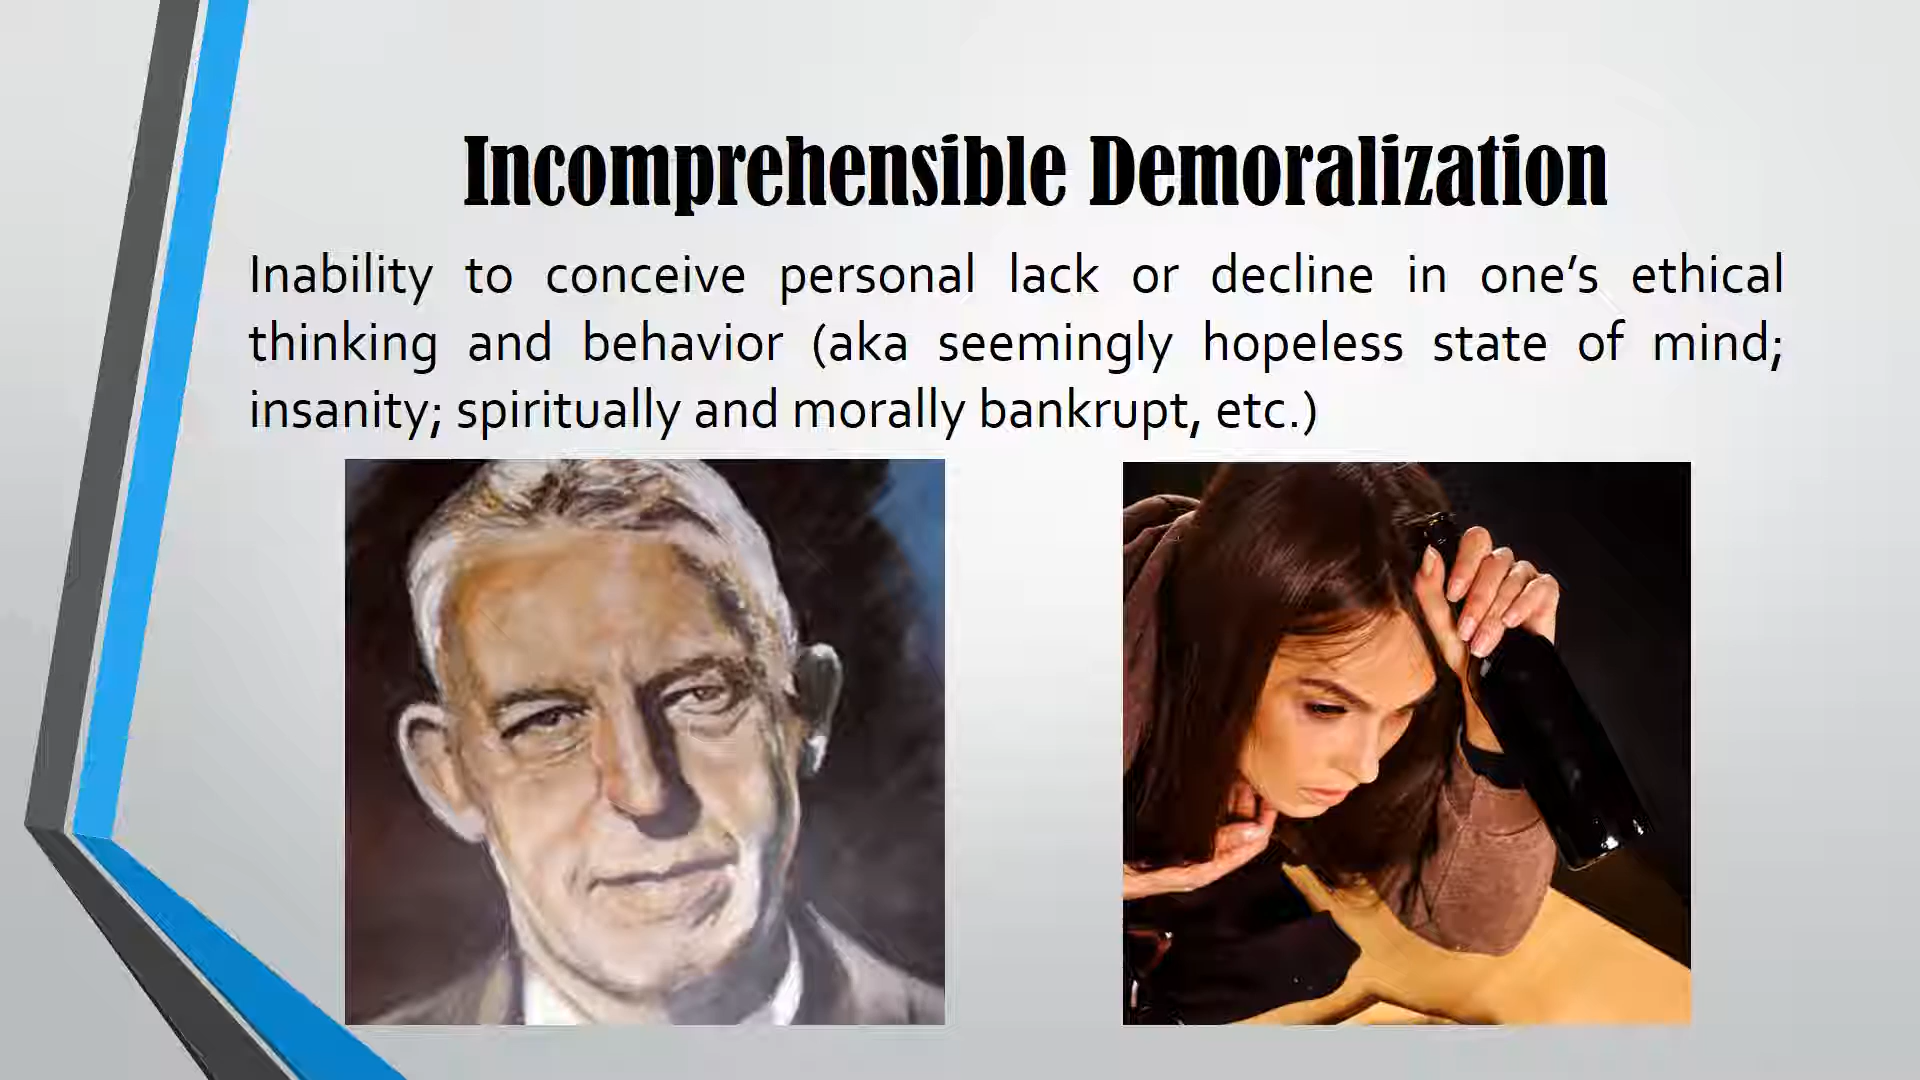 Incomprehensible Demoralization
Inability to conceive personal lack or decline in one’s ethical
thinking and behavior (aka seemingly hopeless state of mind;
insanity; spiritually and morally bankrupt, etc.)